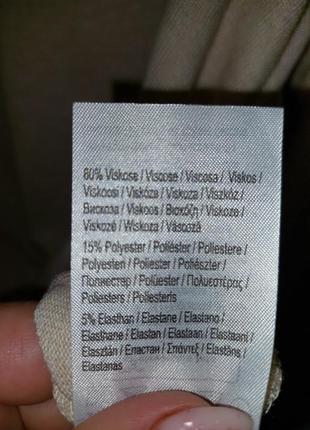 80% Viskose / Viscose / Viscosa / Viskos /
Viskoosi / Viskóza / Viskoza / Viszkóz /
Вискоза / Viskoos / Βισκόζη / Viskoze /
Viskozė / Wiskoza / Vâscoză
15% Polyester / Poliéster / Poliestere /
Polyesteri / Poliester / Poliészter /
Полиестер / Polüester / Πολυεστέρας /
Poliesters / Poliesteris
5% Elasthan / Elastane / Elastano /
Elasthane / Elastan / Elastaan / Elastaani /
Elasztán / Еластан / Σπάντεξ / Elastāns /
Elastanas